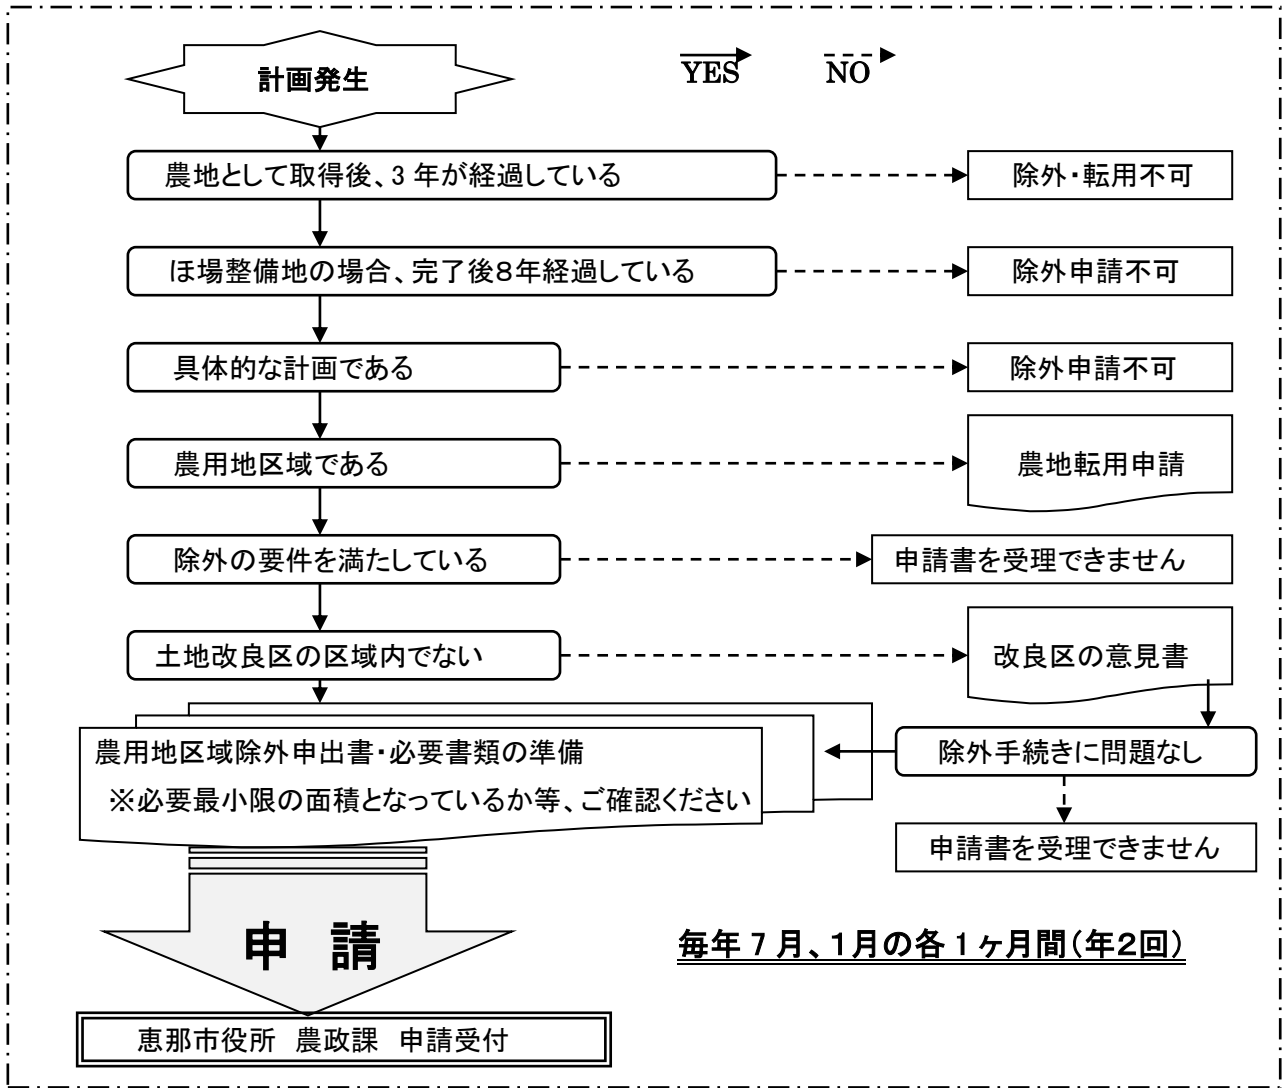 計画発生
YES
NO
農地として取得後、3年が経過している
除外・転用不可
ほ場整備地の場合、完了後８年経過している
除外申請不可
具体的な計画である
除外申請不可
農用地区域である
農地転用申請
除外の要件を満たしている
申請書を受理できません
土地改良区の区域内でない
改良区の意見書
農用地区域除外申出書・必要書類の準備
※必要最小限の面積となっているか等、ご確認ください
除外手続きに問題なし
申請書を受理できません
申　請
毎年７月、１月の各１ヶ月間（年２回）
恵那市役所　農政課　申請受付